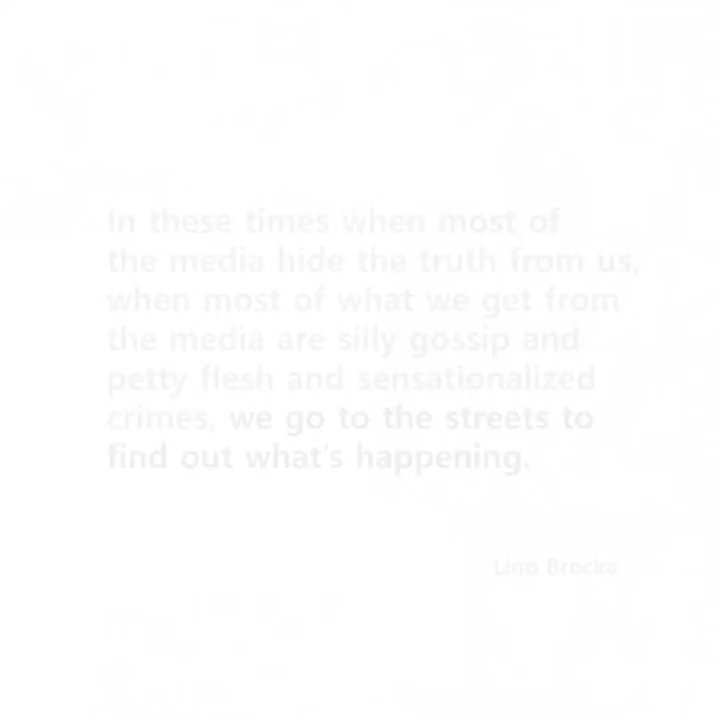 In these times when most of
the media hide the truth from us,
when most of what we get from
the media are silly gossip and
petty flesh and sensationalized
crimes, we go to the streets to
find out what's happening.
Lino Brocka